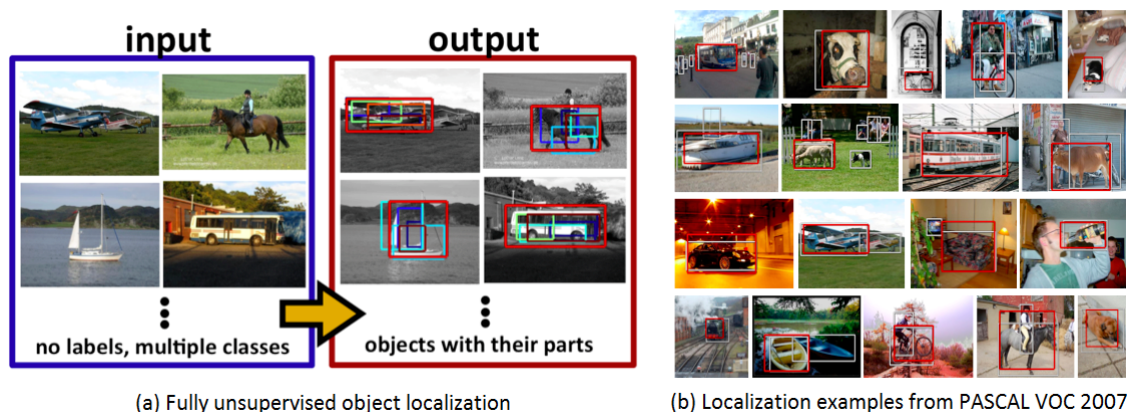 input
output
no labels, multiple classes
objects with their parts
(a) Fully unsupervised object localization
(b) Localization examples from PASCAL VOC 2007